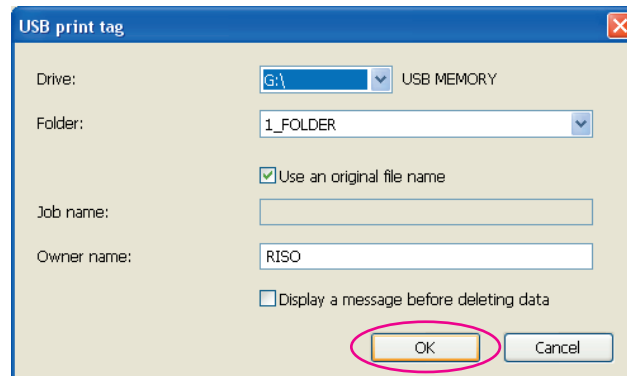 USB print tag
Drive: G:\ USB MEMORY
Folder: 1_FOLDER
Use an original file name
Job name:
Owner name: RISO
Display a message before deleting data
OK Cancel